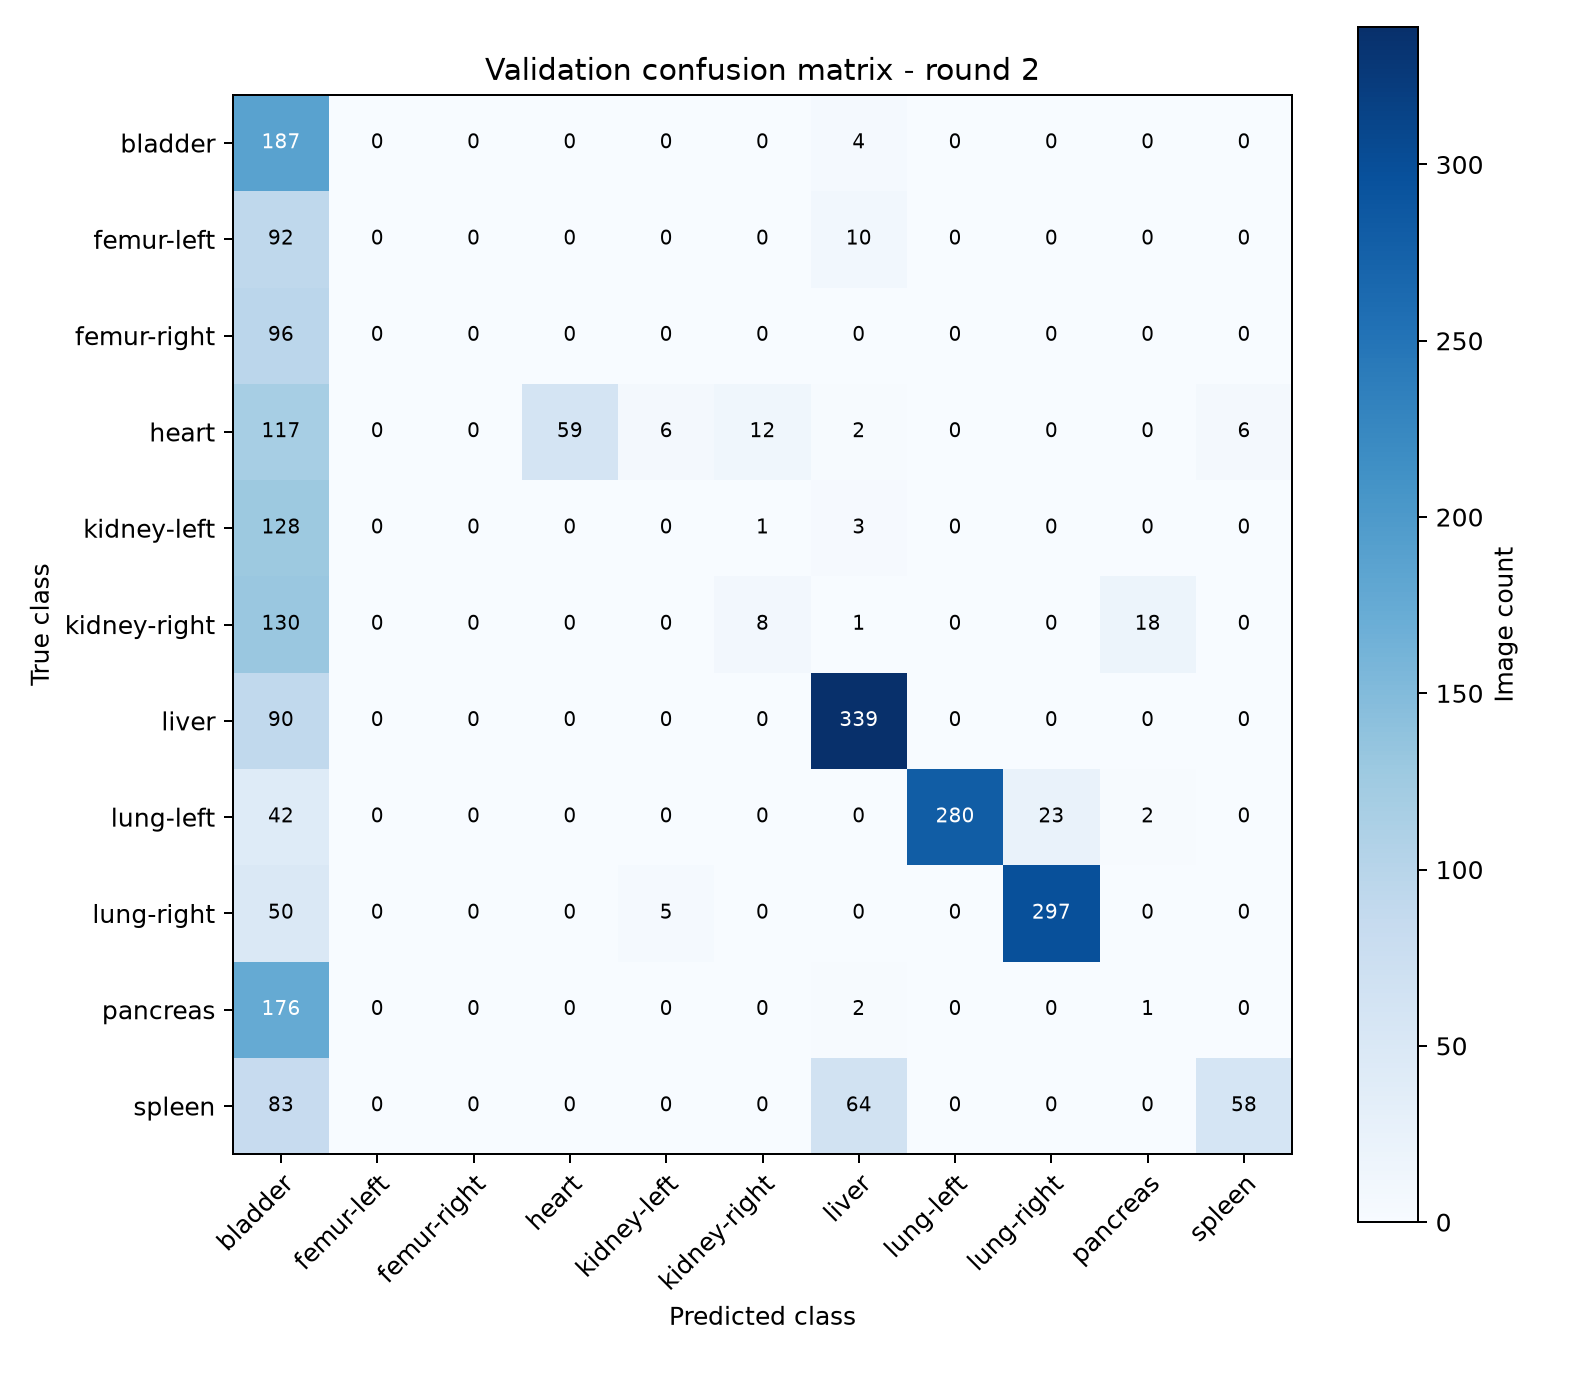 Validation confusion matrix - round 2
bladder 187 0 0 0 0 0 4 0 0 0 0
femur-left 92 0 0 0 0 0 10 0 0 0 0
femur-right 96 0 0 0 0 0 0 0 0 0 0
heart 117 0 0 59 6 12 2 0 0 0 6
kidney-left 128 0 0 0 0 1 3 0 0 0 0
kidney-right 130 0 0 0 0 8 1 0 0 18 0
liver 90 0 0 0 0 0 339 0 0 0 0
lung-left 42 0 0 0 0 0 0 280 23 2 0
lung-right 50 0 0 0 5 0 0 0 297 0 0
pancreas 176 0 0 0 0 0 2 0 0 1 0
spleen 83 0 0 0 0 0 64 0 0 0 58
True class
bladder femur-left femur-right heart kidney-left kidney-right liver lung-left lung-right pancreas spleen
Predicted class
300
250
200
150
100
50
0
Image count